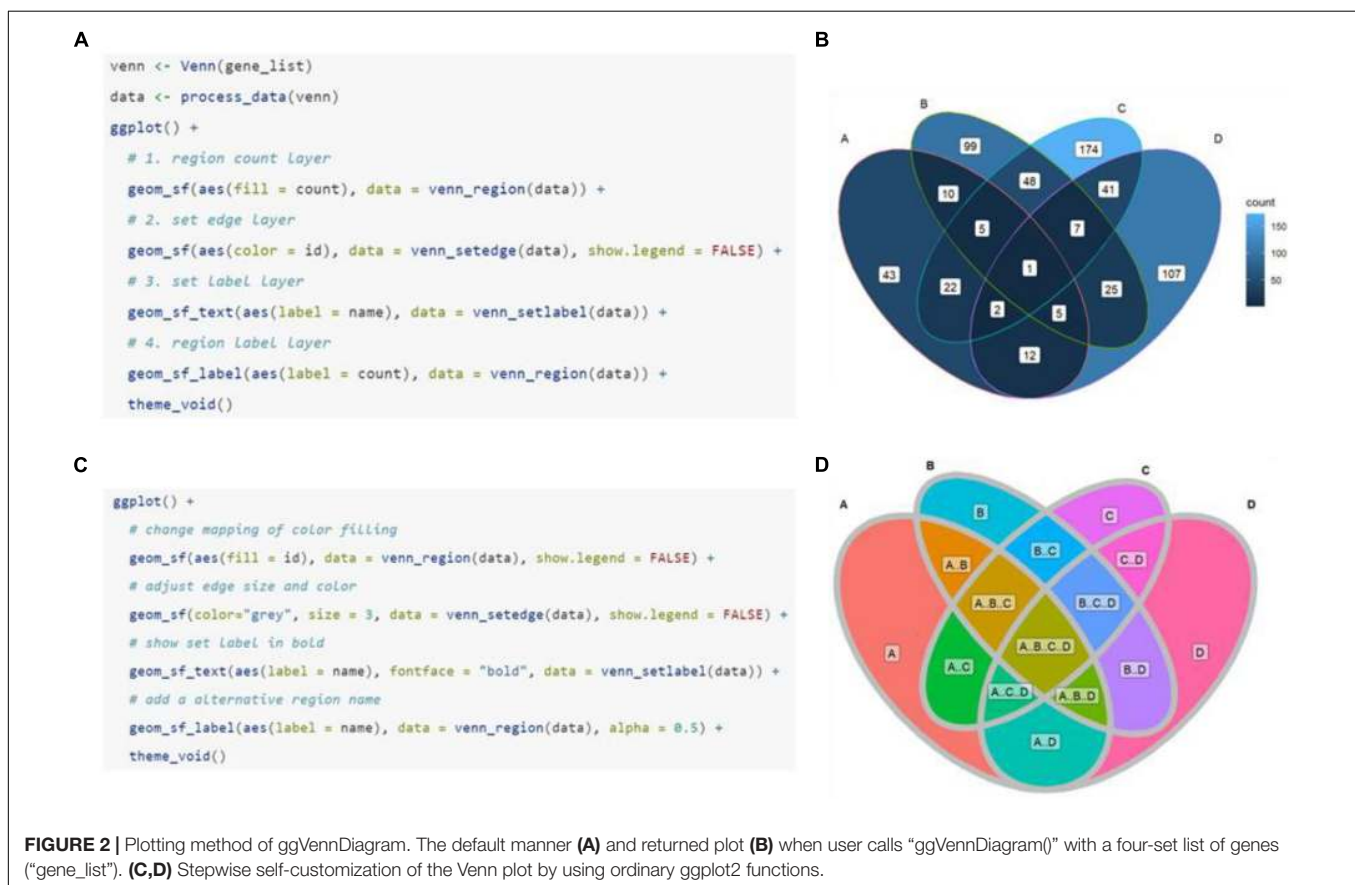 A
venn <- Venn(gene_list)
data <- process_data(venn)
ggplot() +
# 1. region count layer
geom_sf(aes(fill = count), data = venn_region(data)) +
# 2. set edge layer
geom_sf(aes(color = id), data = venn_setedge(data), show.legend = FALSE) +
# 3. set label layer
geom_sf_text(aes(label = name), data = venn_setlabel(data)) +
# 4. region label layer
geom_sf_label(aes(label = count), data = venn_region(data)) +
theme_void()
B
B
C
A
D
99
174
48
10
41
5
7
43
1
107
22
25
2
5
12
count
150
100
50
C
ggplot() +
# change mapping of color filling
geom_sf(aes(fill = id), data = venn_region(data), show.legend = FALSE) +
# adjust edge size and color
geom_sf(color="grey", size = 3, data = venn_setedge(data), show.legend = FALSE) +
# show set label in bold
geom_sf_text(aes(label = name), fontface = "bold", data = venn_setlabel(data)) +
# add a alternative region name
geom_sf_label(aes(label = name), data = venn_region(data), alpha = 0.5) +
theme_void()
D
B
C
A
D
B
C
B..C
A..B
C..D
A..B..C
B..C..D
A
A..B..C..D
D
A..C
B..D
A..C..D
A..B..D
A..D
FIGURE 2 | Plotting method of ggVennDiagram. The default manner (A) and returned plot (B) when user calls “ggVennDiagram()” with a four-set list of genes
(“gene_list”). (C,D) Stepwise self-customization of the Venn plot by using ordinary ggplot2 functions.